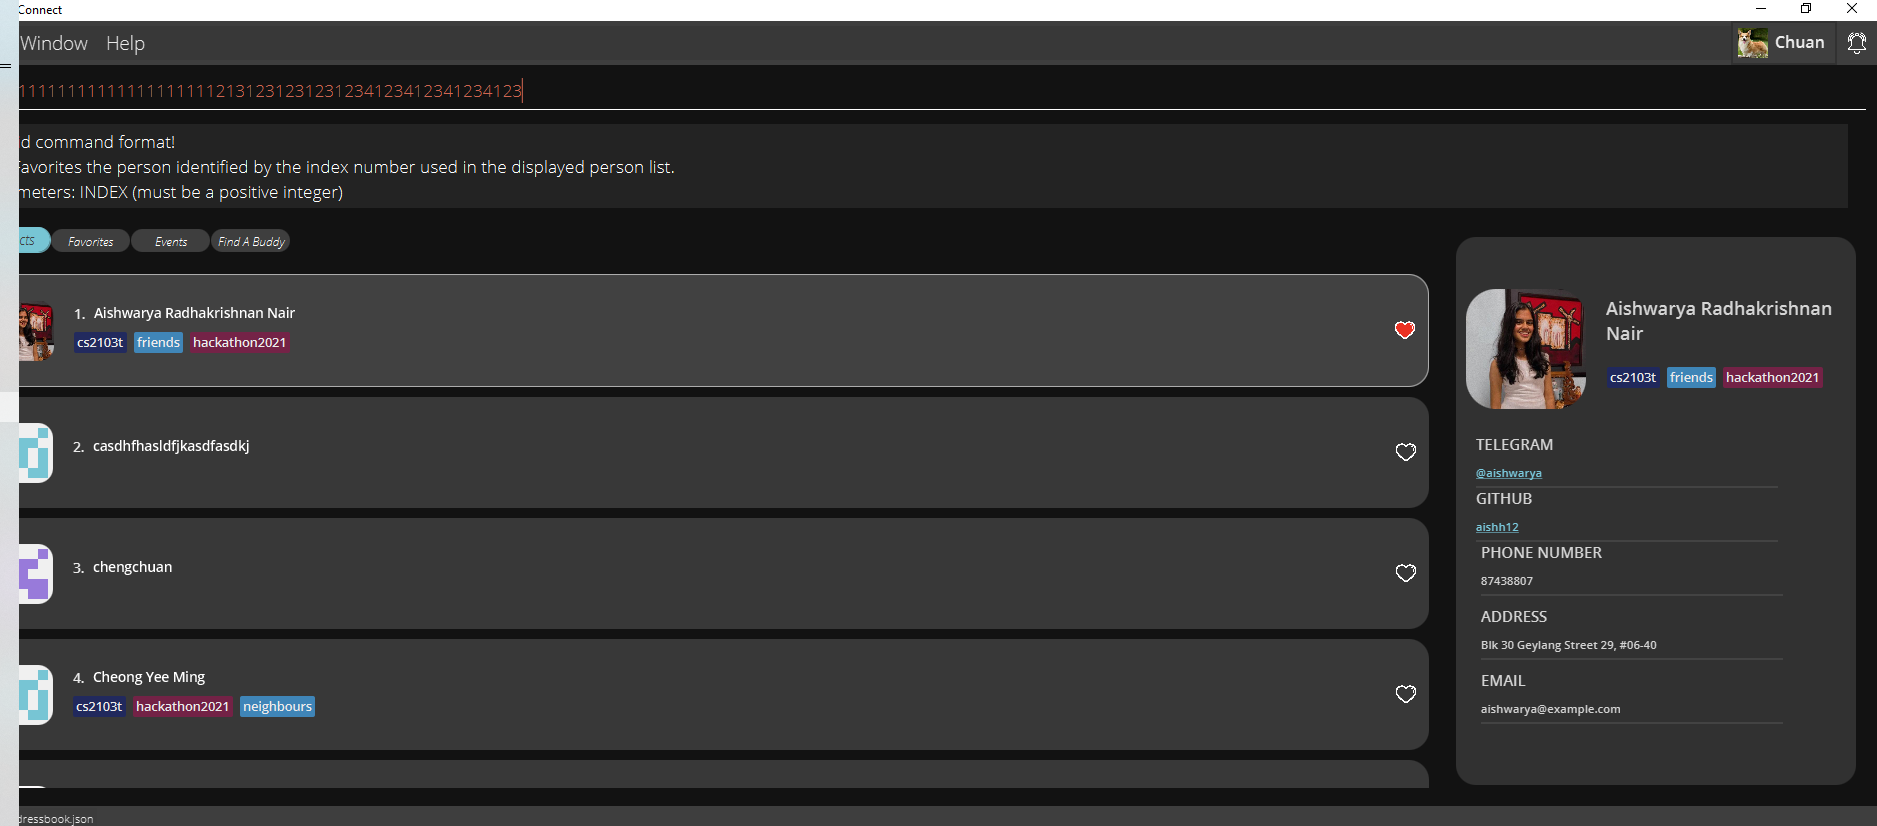 Connect
Window Help
Chuan
111111111111111111112131231231231234123412341234123
d command format!
Favorites the person identified by the index number used in the displayed person list.
meters: INDEX (must be a positive integer)
cts Favorites Events Find A Buddy
1. Aishwarya Radhakrishnan Nair
cs2103t friends hackathon2021
2. casdhfhasldfjkasdfasdkj
3. chengchuan
4. Cheong Yee Ming
cs2103t hackathon2021 neighbours
Aishwarya Radhakrishnan
Nair
cs2103t friends hackathon2021
TELEGRAM
@aishwarya
GITHUB
aishh12
PHONE NUMBER
87438807
ADDRESS
Blk 30 Geylang Street 29, #06-40
EMAIL
aishwarya@example.com
dressbook.json